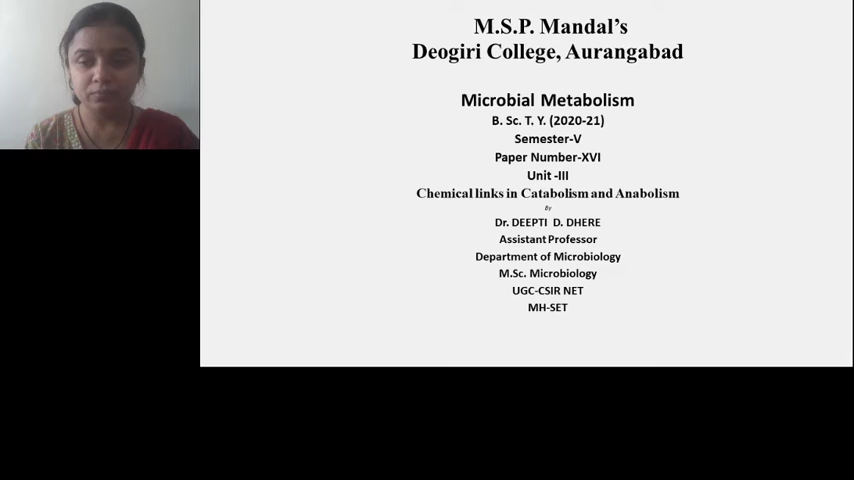 M.S.P. Mandal's
Deogiri College, Aurangabad
Microbial Metabolism
B. Sc. T. Y. (2020-21)
Semester-V
Paper Number-XVI
Unit -III
Chemical links in Catabolism and Anabolism
By
Dr. DEEPTI D. DHERE
Assistant Professor
Department of Microbiology
M.Sc. Microbiology
UGC-CSIR NET
MH-SET